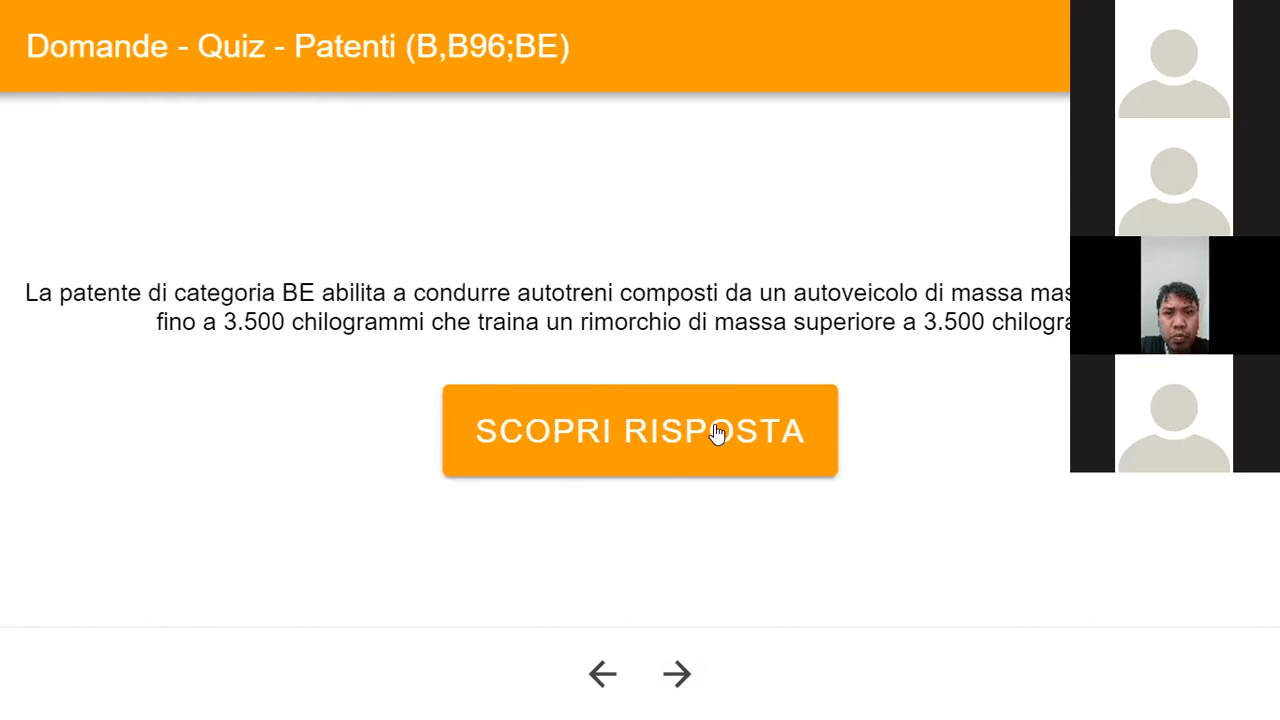 Domande - Quiz - Patenti (B,B96;BE)
La patente di categoria BE abilita a condurre autotreni composti da un autoveicolo di massa
fino a 3.500 chilogrammi che traina un rimorchio di massa superiore a 3.500
SCOPRI RISPOSTA